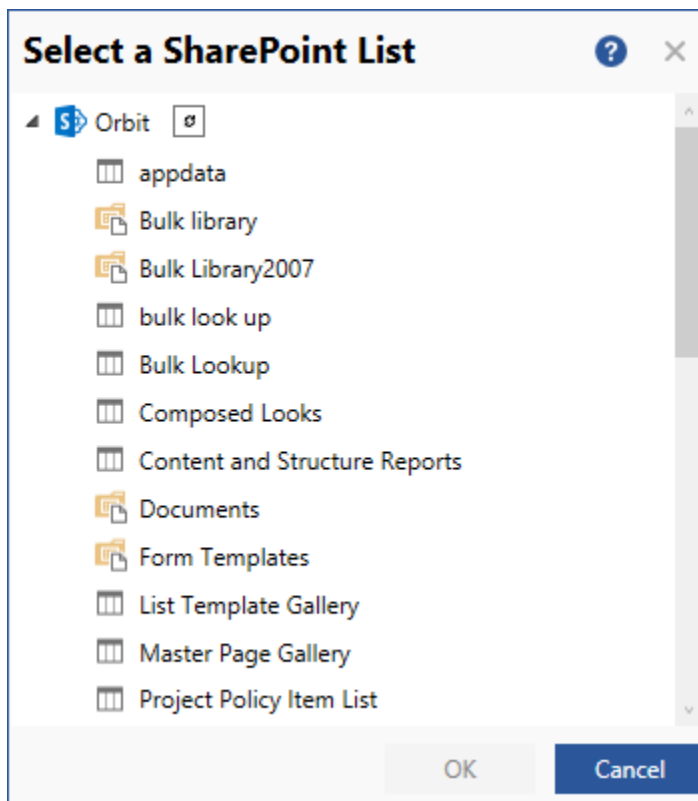 Select a SharePoint List
Orbit
appdata
Bulk library
Bulk Library2007
bulk look up
Bulk Lookup
Composed Looks
Content and Structure Reports
Documents
Form Templates
List Template Gallery
Master Page Gallery
Project Policy Item List
OK Cancel